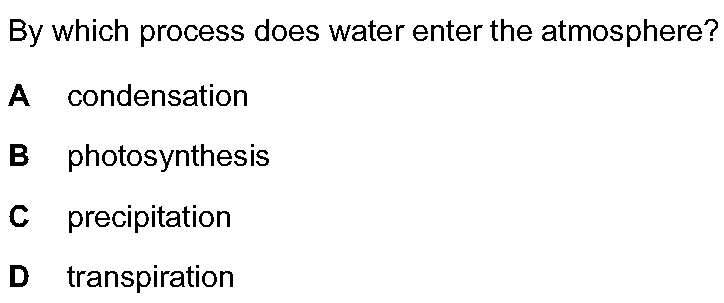 By which process does water enter the atmosphere?
A condensation
B photosynthesis
C precipitation
D transpiration